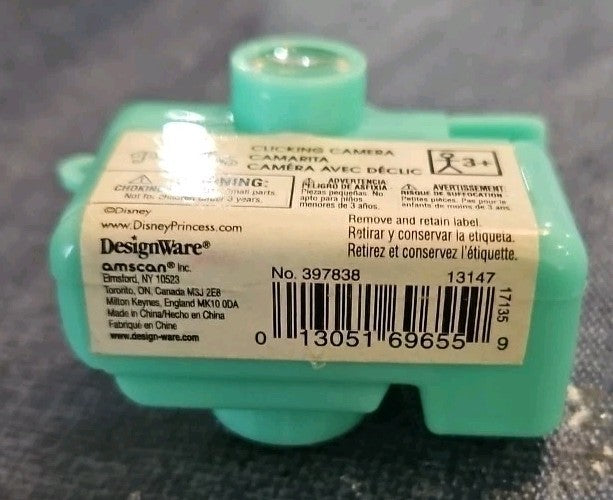 CLICKING CAMERA
CAMARITA
CAMÉRA AVEC DÉCLIC
3+
WARNING:
CHOKING Small parts.
Not for children under 3 years.
ADVERTENCIA
PELIGRO DE ASFIXIA
Piezas pequeñas. No
apto para niños
menores de 3 años.
AVERTISSEMENT
RISQUE DE SUFFOCATION
Petites pièces. Pas pour le
enfants de moins de 3 ans
©Disney
www.DisneyPrincess.com
DesignWare®
amscan® Inc.
Elmsford, NY 10523
Toronto, ON, Canada M3J 2E8
Milton Keynes, England MK10 0DA
Made in China/Hecho en China
Fabriqué en Chine
www.design-ware.com
Remove and retain label.
Retirar y conservar la etiqueta.
Retirez et conservez l'étiquette.
No. 397838
13147
17135
0 13051 69655 9